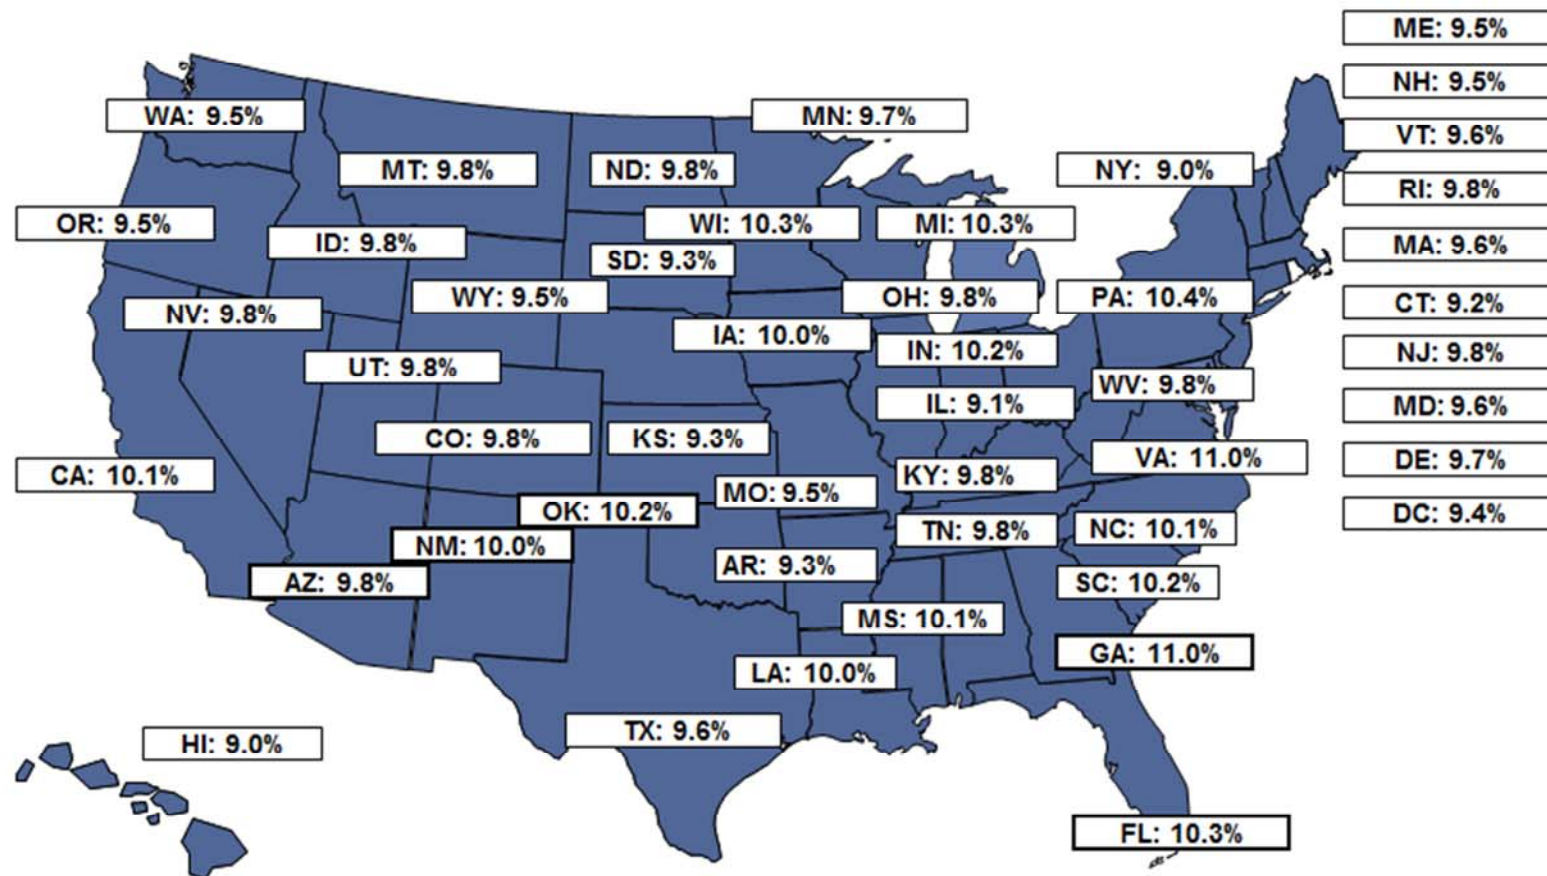 ME: 9.5%
NH: 9.5%
WA: 9.5%
MN: 9.7%
VT: 9.6%
MT: 9.8%
ND: 9.8%
NY: 9.0%
RI: 9.8%
OR: 9.5%
WI: 10.3%
MI: 10.3%
ID: 9.8%
MA: 9.6%
SD: 9.3%
WY: 9.5%
OH: 9.8%
PA: 10.4%
CT: 9.2%
NV: 9.8%
IA: 10.0%
IN: 10.2%
NJ: 9.8%
UT: 9.8%
WV: 9.8%
IL: 9.1%
MD: 9.6%
CO: 9.8%
KS: 9.3%
VA: 11.0%
DE: 9.7%
CA: 10.1%
KY: 9.8%
MO: 9.5%
OK: 10.2%
DC: 9.4%
TN: 9.8%
NC: 10.1%
NM: 10.0%
AR: 9.3%
AZ: 9.8%
SC: 10.2%
MS: 10.1%
GA: 11.0%
LA: 10.0%
TX: 9.6%
HI: 9.0%
FL: 10.3%